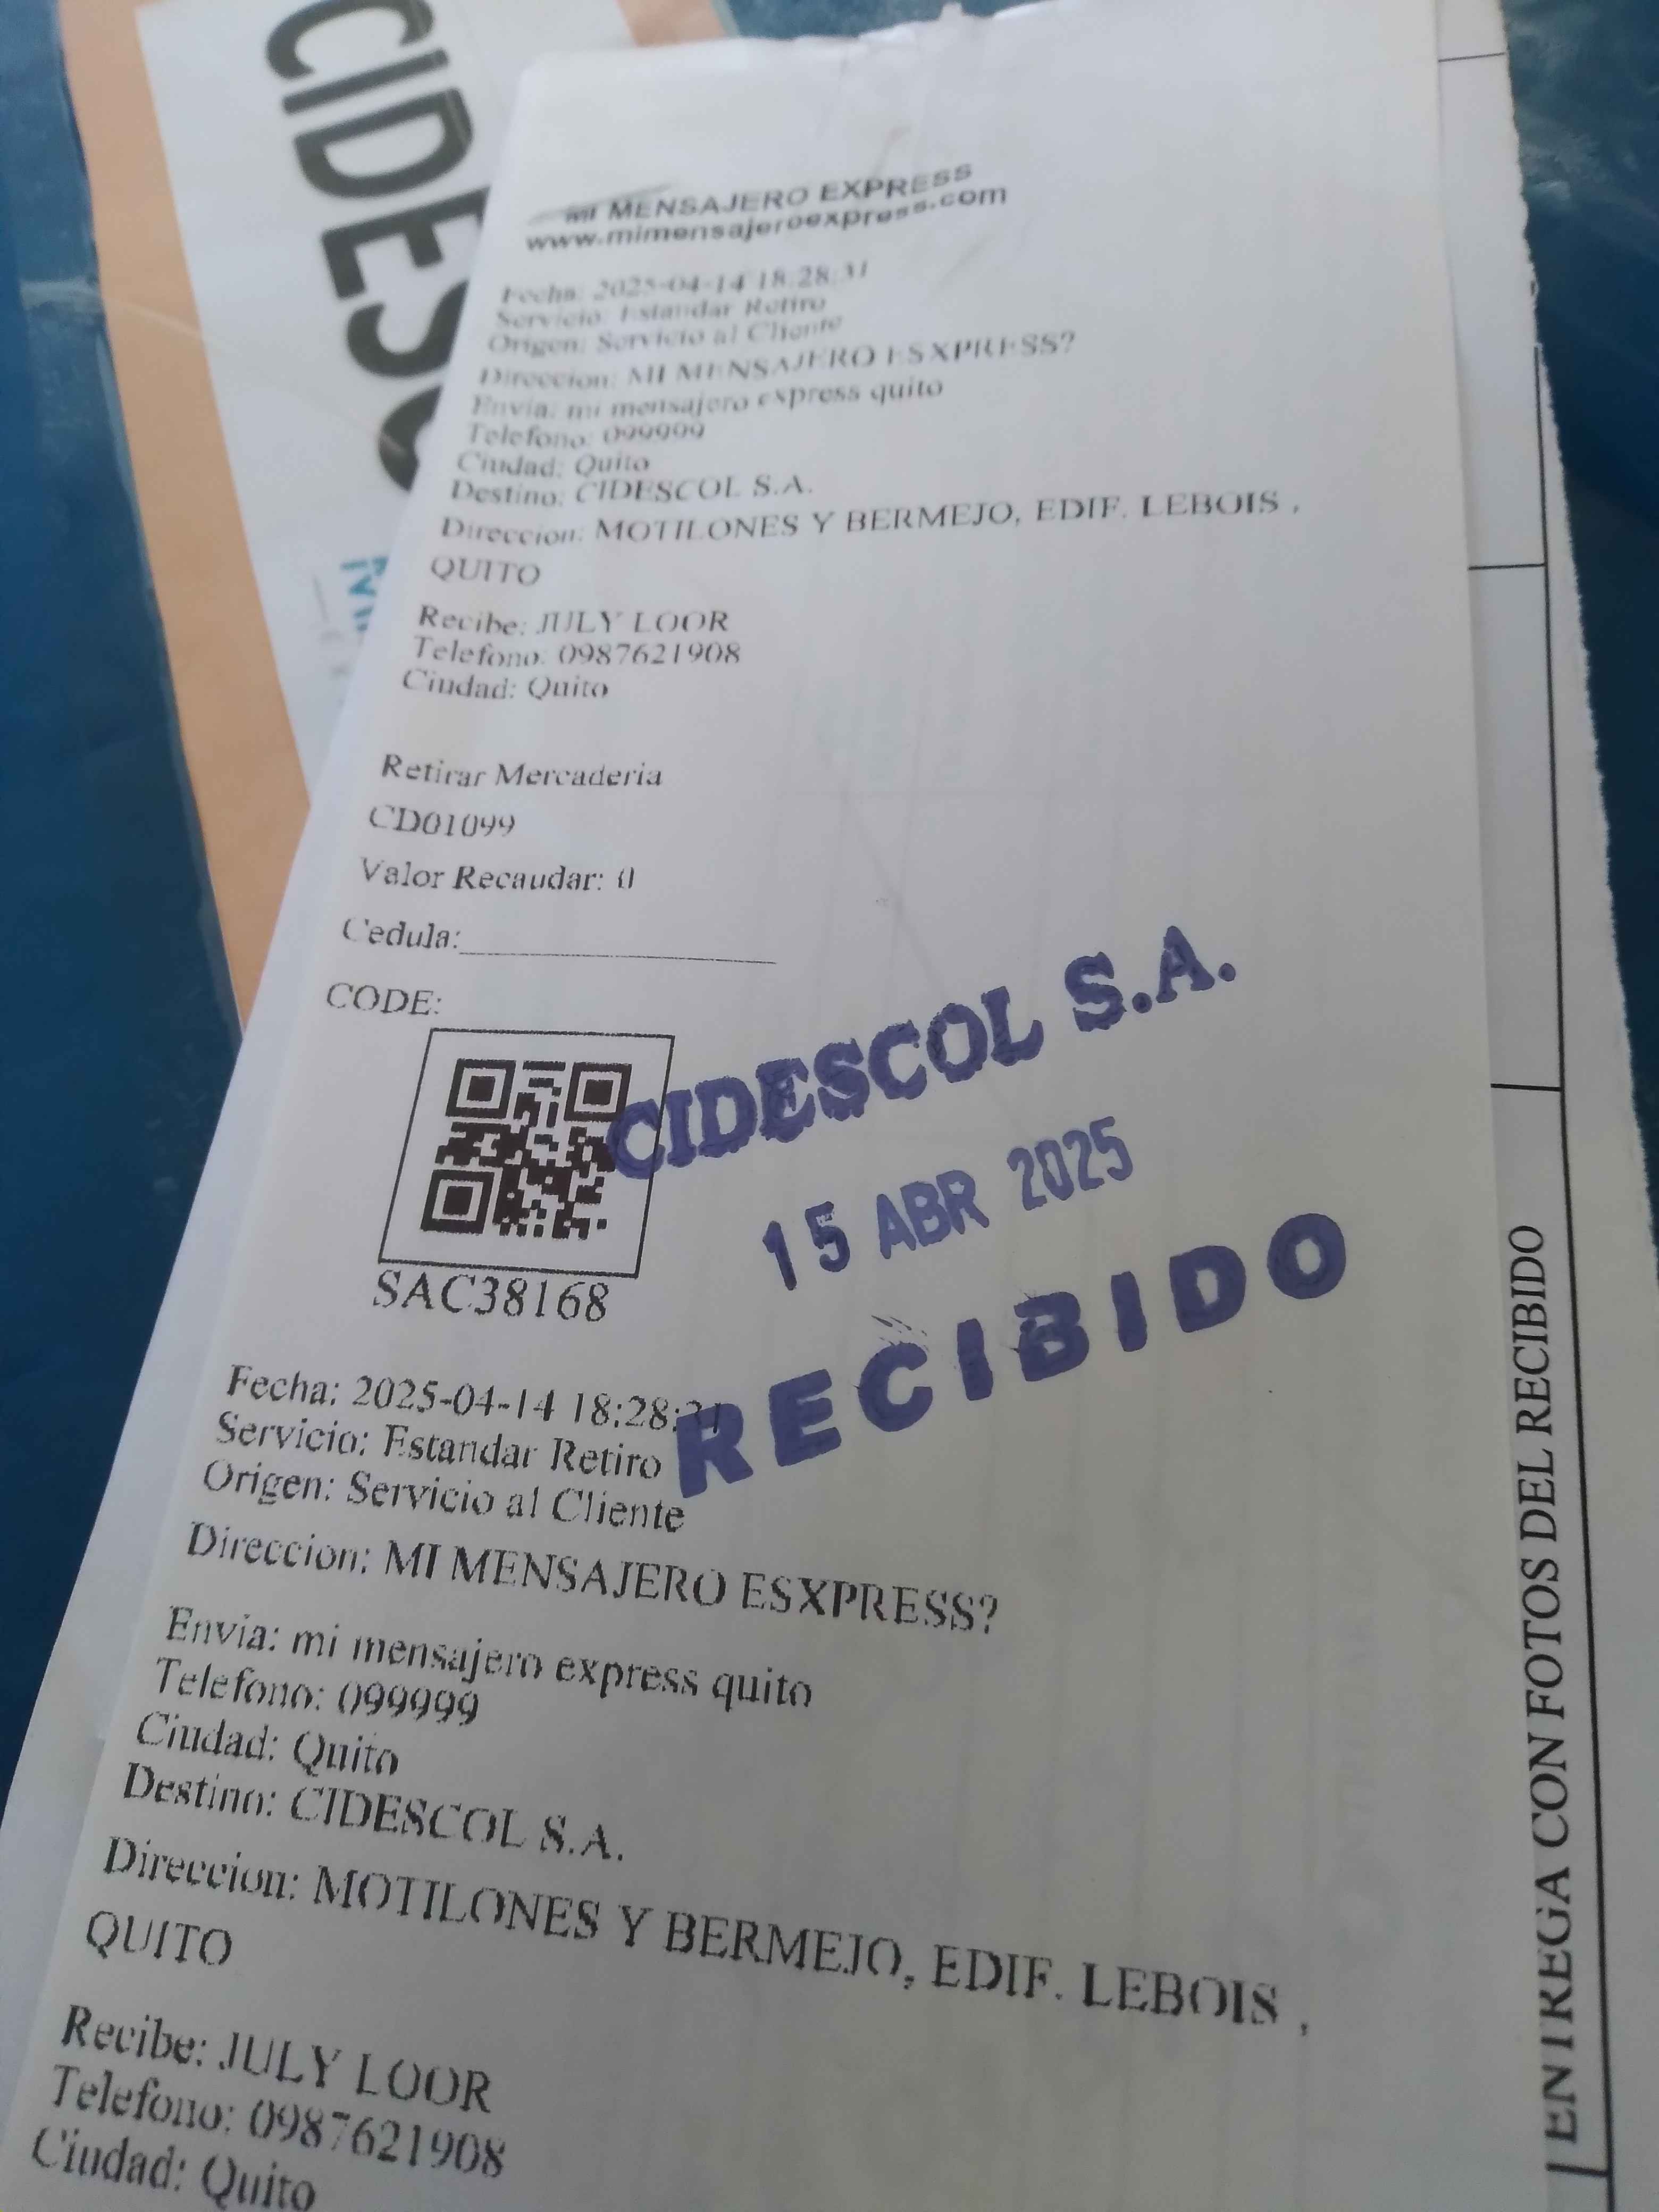 CIDESC
MI MENSAJERO EXPRESS
www.mimensajeroexpress.com
Fecha: 2025-04-14 18:28:31
Servicio: Estandar Retiro
Origen: Servicio al Cliente
Direccion: MI MENSAJERO ESXPRESS?
Envia: mi mensajero express quito
Telefono: 099999
Ciudad: Quito
Destino: CIDESCOL S.A.
Direccion: MOTILONES Y BERMEJO, EDIF. LEBOIS ,
QUITO
Recibe: JULY LOOR
Telefono: 0987621908
Ciudad: Quito
Retirar Mercaderia
CD01099
Valor Recaudar: 0
Cedula:
CODE:
SAC38168
CIDESCOL S.A.
15 ABR 2025
RECIBIDO
Fecha: 2025-04-14 18:28:31
Servicio: Estandar Retiro
Origen: Servicio al Cliente
Direccion: MI MENSAJERO ESXPRESS?
Envia: mi mensajero express quito
Telefono: 099999
Ciudad: Quito
Destino: CIDESCOL S.A.
Direccion: MOTILONES Y BERMEJO, EDIF. LEBOIS ,
QUITO
Recibe: JULY LOOR
Telefono: 0987621908
Ciudad: Quito
ENTREGA CON FOTOS DEL RECIBIDO